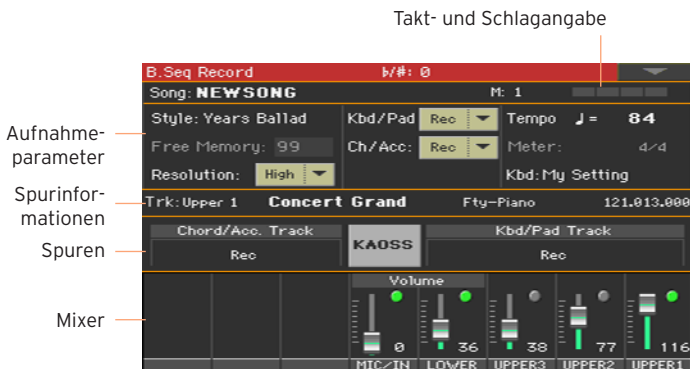 Takt- und Schlagangabe
B.Seq Record ♭/#: 0
Song: NEWSONG M: 1
Aufnahme-
parameter
Style: Years Ballad Kbd/Pad Rec Tempo ♩ = 84
Free Memory: 99 Ch/Acc: Rec Meter: 4/4
Resolution: High Kbd: My Setting
Spurinfor-
mationen
Trk: Upper 1 Concert Grand Fty-Piano 121.013.000
Spuren
Chord/Acc. Track KAOSS Kbd/Pad Track
Rec Rec
Mixer
Volume
0 36 38 77 116
MIC/IN LOWER UPPER3 UPPER2 UPPER1